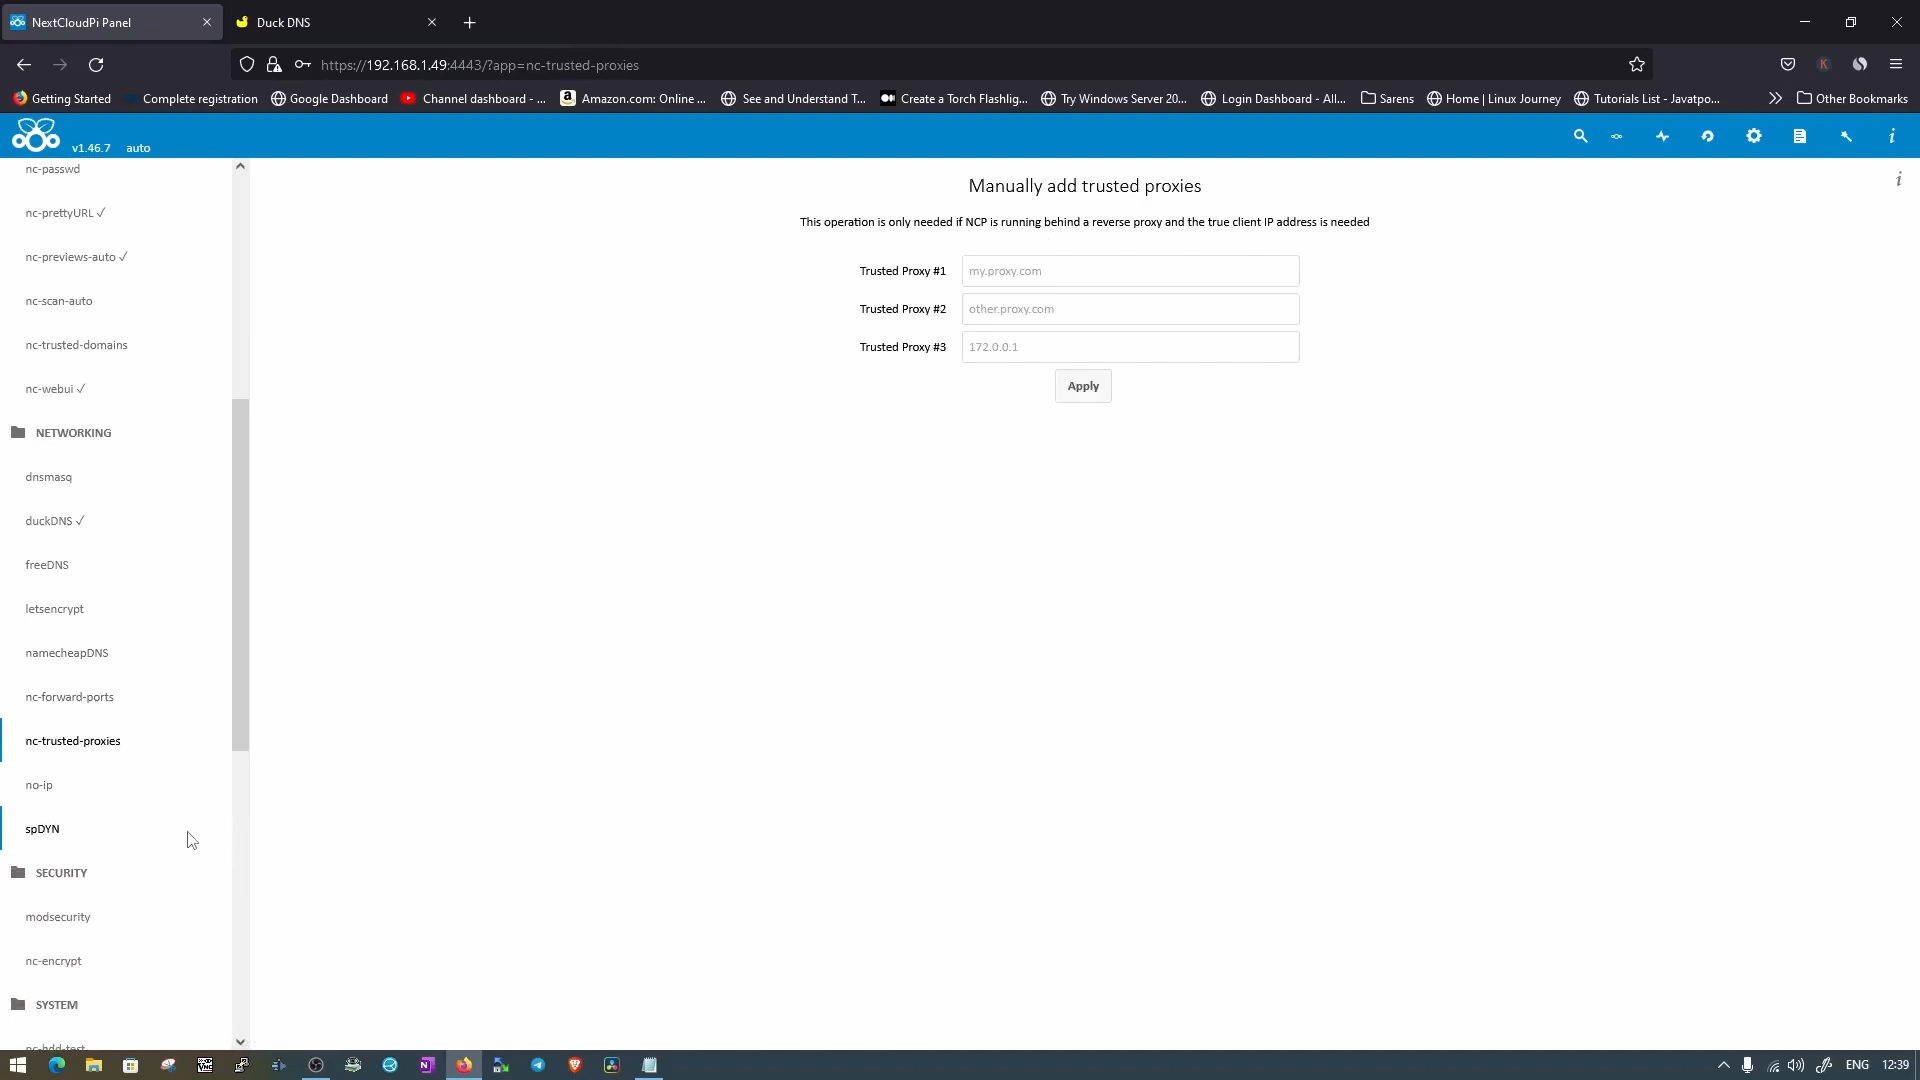 NextCloudPi Panel
Duck DNS
https://192.168.1.49:4443/?app=nc-trusted-proxies
Getting Started
Complete registration
Google Dashboard
Channel dashboard - ...
Amazon.com: Online ...
See and Understand T...
Create a Torch Flashlig...
Try Windows Server 20...
Login Dashboard - All...
Sarens
Home | Linux Journey
Tutorials List - Javatpo...
Other Bookmarks
v1.46.7
auto
nc-passwd
nc-prettyURL ✓
nc-previews-auto ✓
nc-scan-auto
nc-trusted-domains
nc-webui ✓
NETWORKING
dnsmasq
duckDNS ✓
freeDNS
letsencrypt
namecheapDNS
nc-forward-ports
nc-trusted-proxies
no-ip
spDYN
SECURITY
modsecurity
nc-encrypt
SYSTEM
nc-hdd-test
Manually add trusted proxies
This operation is only needed if NCP is running behind a reverse proxy and the true client IP address is needed
Trusted Proxy #1
my.proxy.com
Trusted Proxy #2
other.proxy.com
Trusted Proxy #3
172.0.0.1
Apply
ENG
12:39